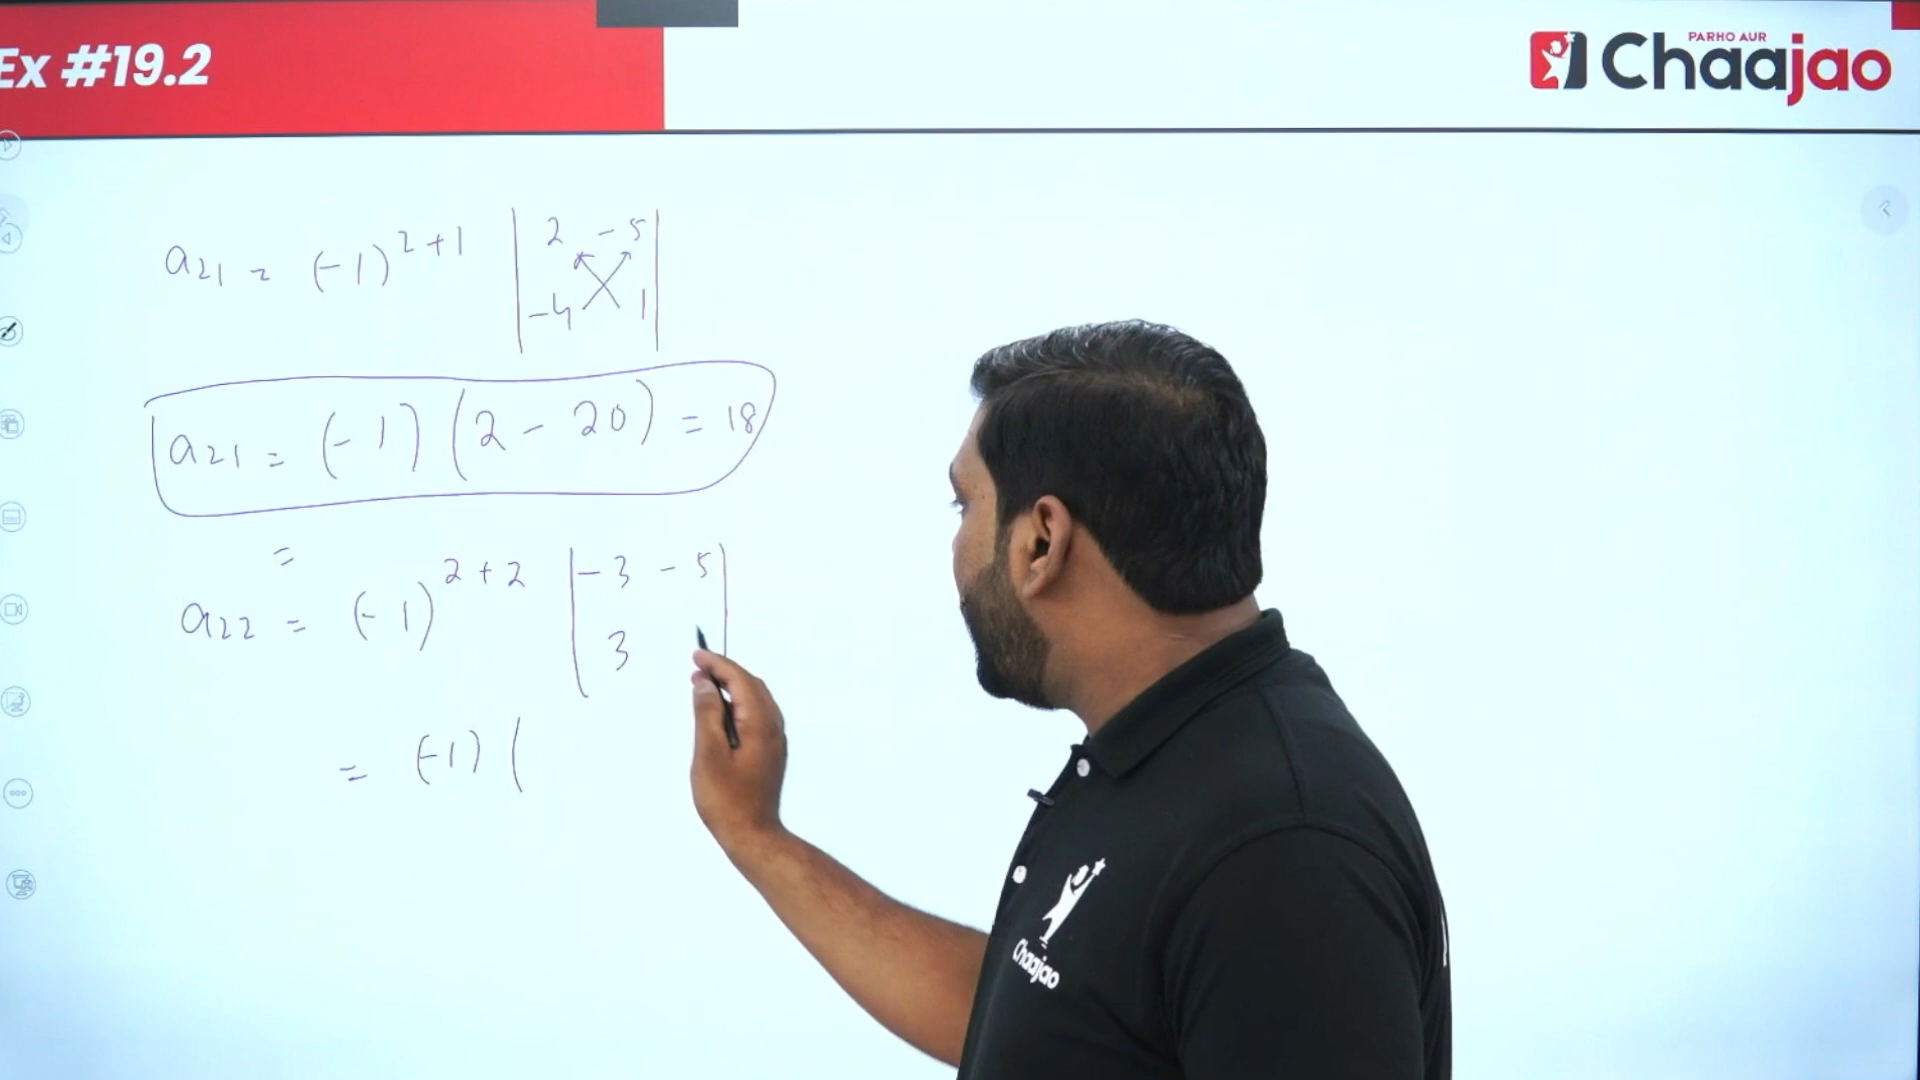 Ex #19.2
PARHO AUR
Chaajao
a21 = (-1)^2+1 | 2 -5 |
| -4 1 |
a21 = (-1) (2 - 20) = 18
=
a22 = (-1)^2+2 | -3 -5 |
| 3
= (-1) (
Chaajao